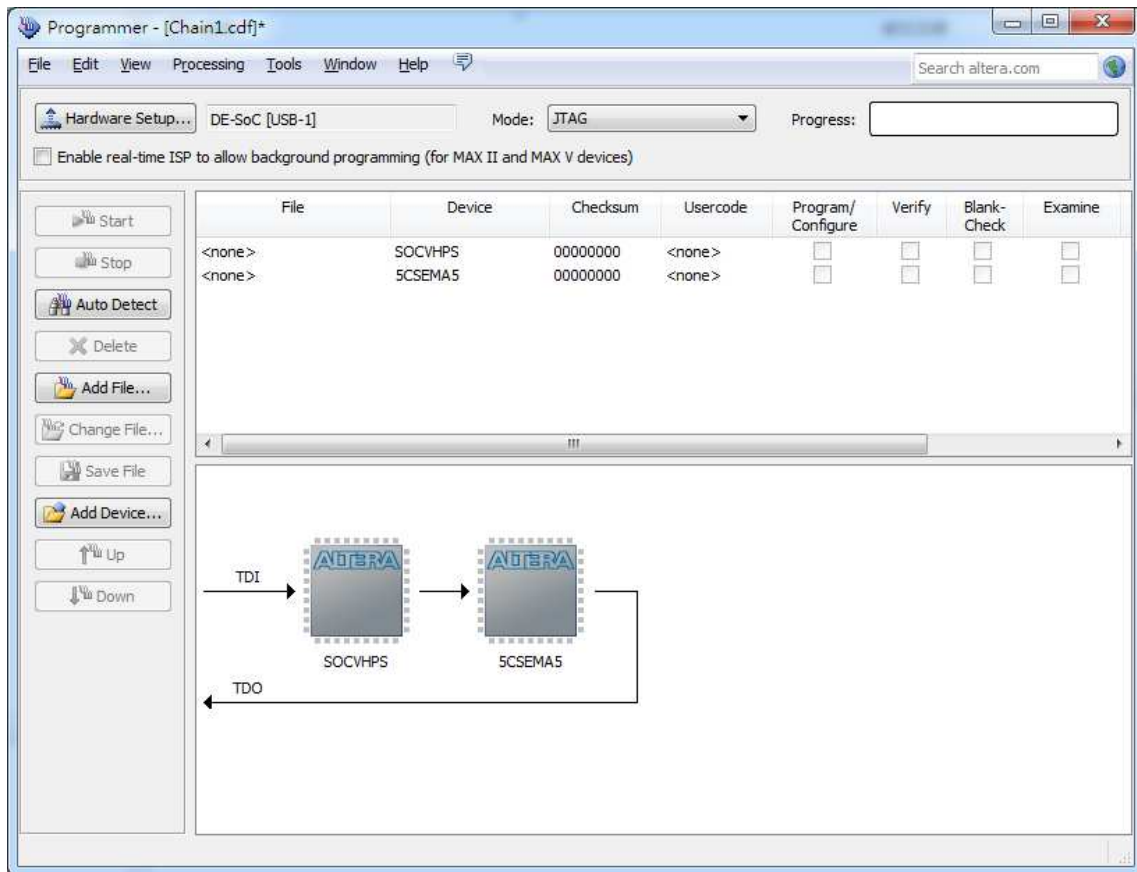 Programmer - [Chain1.cdf]*
File Edit View Processing Tools Window Help
Search altera.com
Hardware Setup... DE-SoC [USB-1] Mode: JTAG Progress:
Enable real-time ISP to allow background programming (for MAX II and MAX V devices)
Start
Stop
Auto Detect
Delete
Add File...
Change File...
Save File
Add Device...
Up
Down
File Device Checksum Usercode Program/ Configure Verify Blank- Check Examine
<none> SOCVHPS 00000000 <none>
<none> 5CSEMA5 00000000 <none>
ALTERA ALTERA
TDI
SOCVHPS 5CSEMA5
TDO